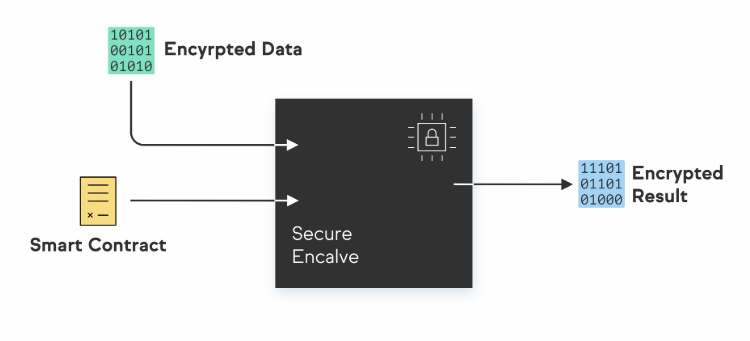 10101
00101
01010
Encyrpted Data
Smart Contract
Secure
Encalve
11101
01101
01000
Encrypted
Result